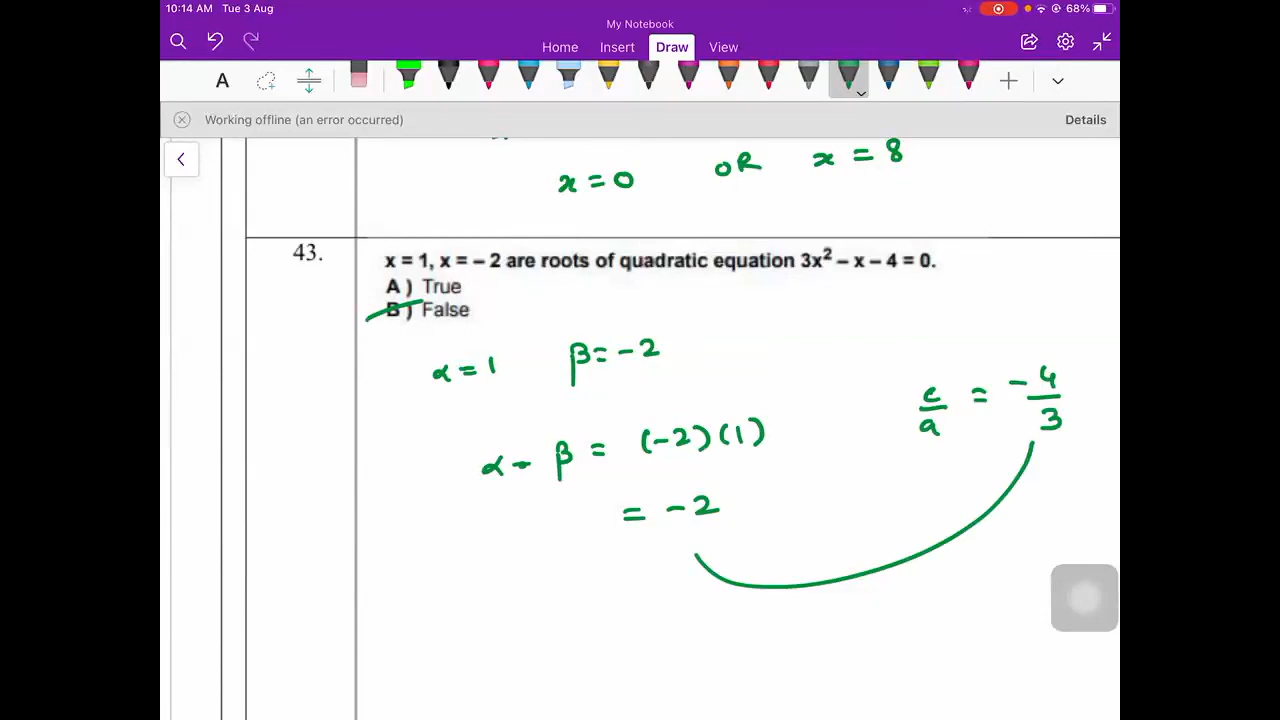 10:14 AM Tue 3 Aug
68%
My Notebook
Home Insert Draw View
A
Working offline (an error occurred)
Details
x = 0 OR x = 8
43.
x = 1, x = – 2 are roots of quadratic equation 3x² – x – 4 = 0.
A ) True
B ) False
α = 1 β = -2
α · β = (-2)(1)
c/a = -4/3
= -2